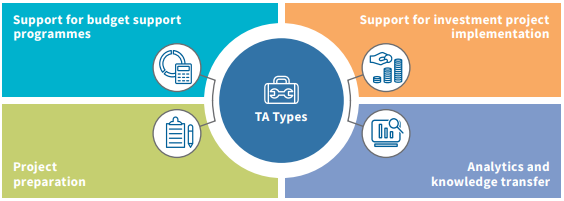 Support for budget support
programmes
Support for investment project
implementation
TA Types
Project
preparation
Analytics and
knowledge transfer